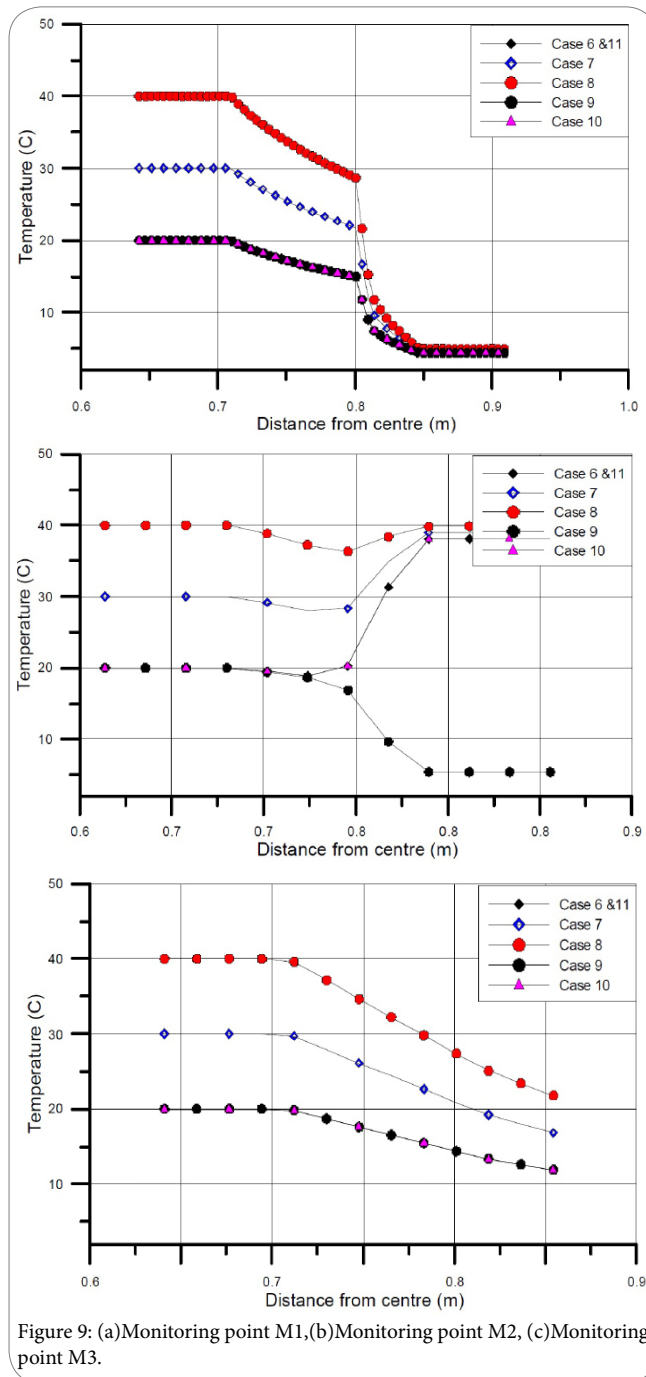 50
40
30
20
10
Temperature (C)
Case 6 &11
Case 7
Case 8
Case 9
Case 10
0.6 0.7 0.8 0.9 1.0
Distance from centre (m)
50
40
30
20
10
Temperature (C)
Case 6 &11
Case 7
Case 8
Case 9
Case 10
0.6 0.7 0.7 0.8 0.8 0.8 0.9
Distance from centre (m)
50
40
30
20
10
Temperature (C)
Case 6 &11
Case 7
Case 8
Case 9
Case 10
0.6 0.7 0.8 0.9
Distance from centre (m)
Figure 9: (a)Monitoring point M1,(b)Monitoring point M2, (c)Monitoring
point M3.